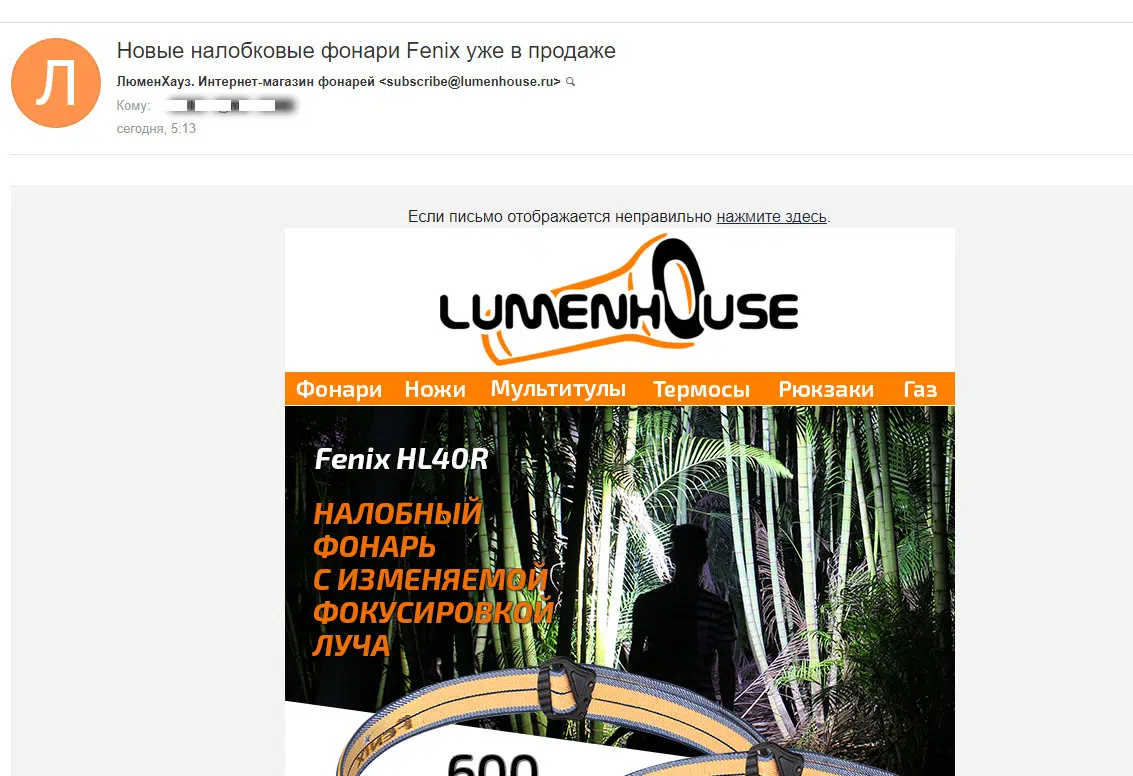 Л
Новые налобковые фонари Fenix уже в продаже
ЛюменХауз. Интернет-магазин фонарей <subscribe@lumenhouse.ru>
Кому:
сегодня, 5:13
Если письмо отображается неправильно нажмите здесь.
LUMENHOUSE
Фонари Ножи Мультитулы Термосы Рюкзаки Газ
Fenix HL40R
НАЛОБНЫЙ
ФОНАРЬ
С ИЗМЕНЯЕМОЙ
ФОКУСИРОВКОЙ
ЛУЧА
FENIX
600